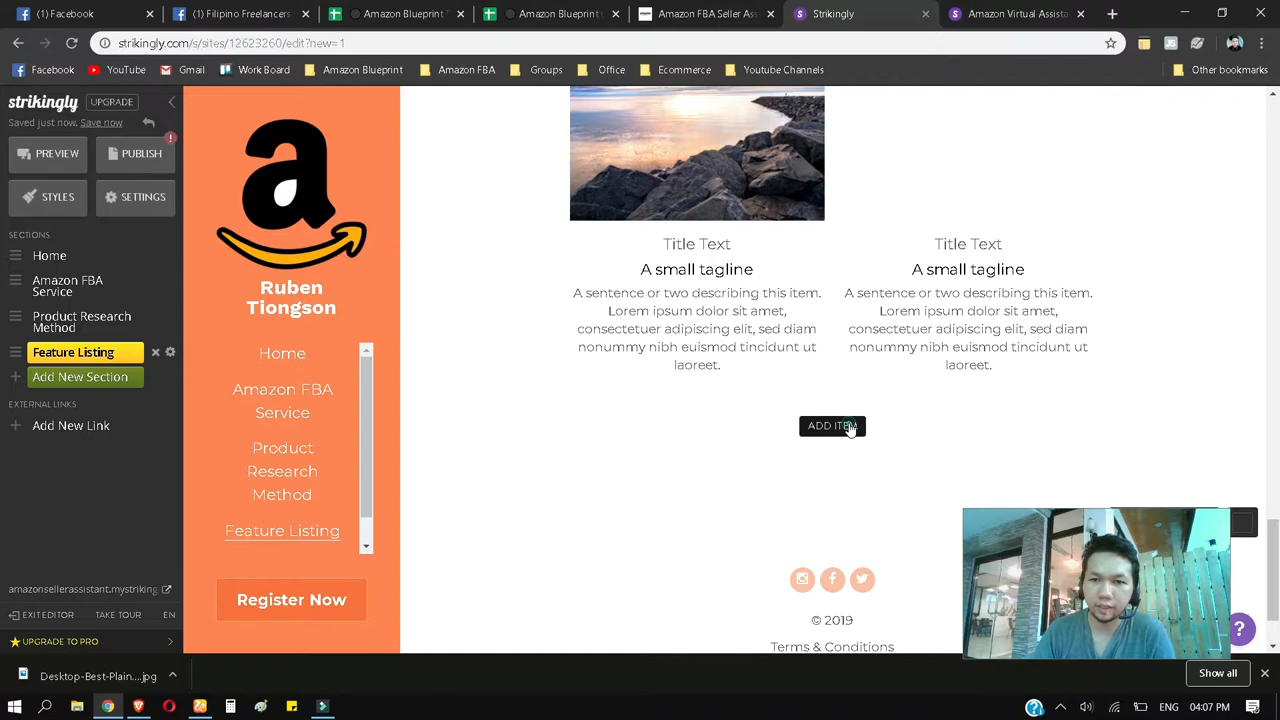 Facebook
Filipino Freelancers
Amazon Blueprint T
Amazon Blueprint
Amazon FBA Seller Ass
Strikingly
Amazon Virtual Assista
strikingly.com/s/sites/12623260/edit?new=1
Facebook
YouTube
Gmail
Work Board
Amazon Blueprint
Amazon FBA
Groups
Office
Ecommerce
Youtube Channels
Other bookmarks
strikingly
UPGRADE
Saved just now. Save now
PREVIEW
PUBLISH
!
STYLES
SETTINGS
SECTIONS
Home
Amazon FBA
Service
Product Research
Method
Feature Listing
Add New Section
EXTERNAL LINKS
Add New Link
amazonsellerassistant.mystriking
EXIT EDITOR
TAKE TOUR
EN
UPGRADE TO PRO
a
Ruben
Tiongson
Home
Amazon FBA
Service
Product
Research
Method
Feature Listing
Register Now
Title Text
A small tagline
A sentence or two describing this item.
Lorem ipsum dolor sit amet,
consectetuer adipiscing elit, sed diam
nonummy nibh euismod tincidunt ut
laoreet.
Title Text
A small tagline
A sentence or two describing this item.
Lorem ipsum dolor sit amet,
consectetuer adipiscing elit, sed diam
nonummy nibh euismod tincidunt ut
laoreet.
ADD ITEM
© 2019
Terms & Conditions
?
Desktop-Best-Plain....jpg
Show all
ENG
04:07 PM